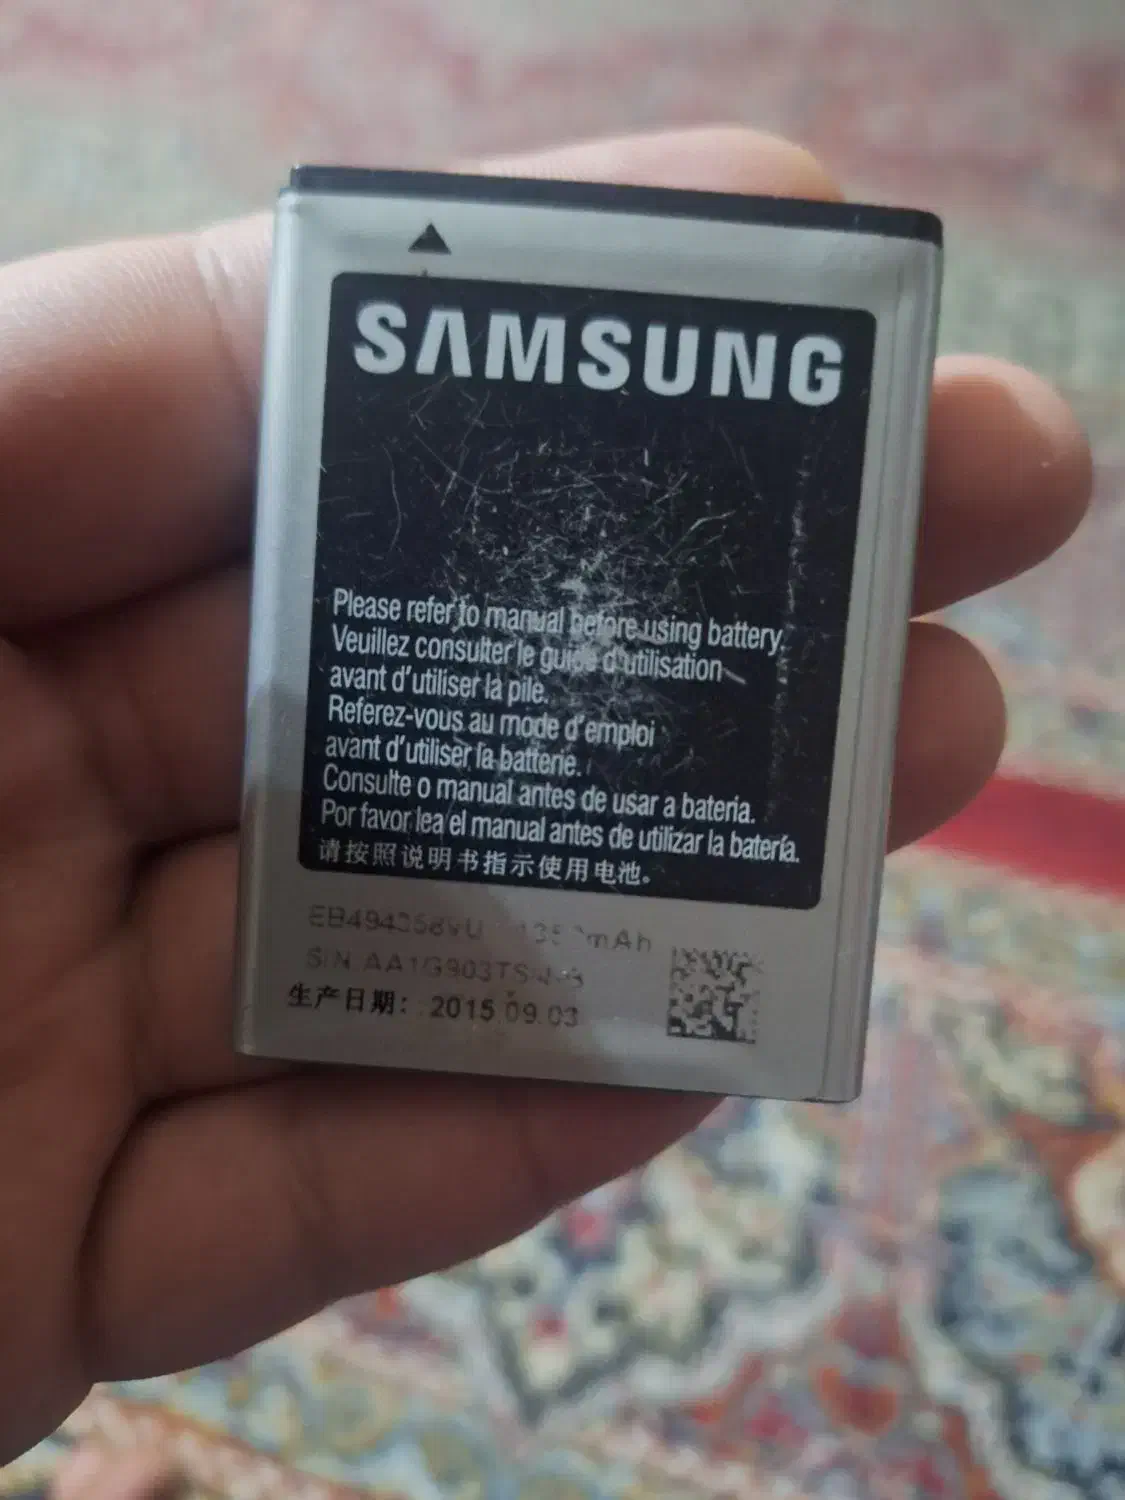 SAMSUNG
Please refer to manual before using battery.
Veuillez consulter le guide d'utilisation
avant d'utiliser la pile.
Referez-vous au mode d'emploi
avant d'utiliser la batterie.
Consulte o manual antes de usar a bateria.
Por favor lea el manual antes de utilizar la batería.
请按照说明书指示使用电池。
EB494358VU mAh
S/N
生产日期: 2015.09.03